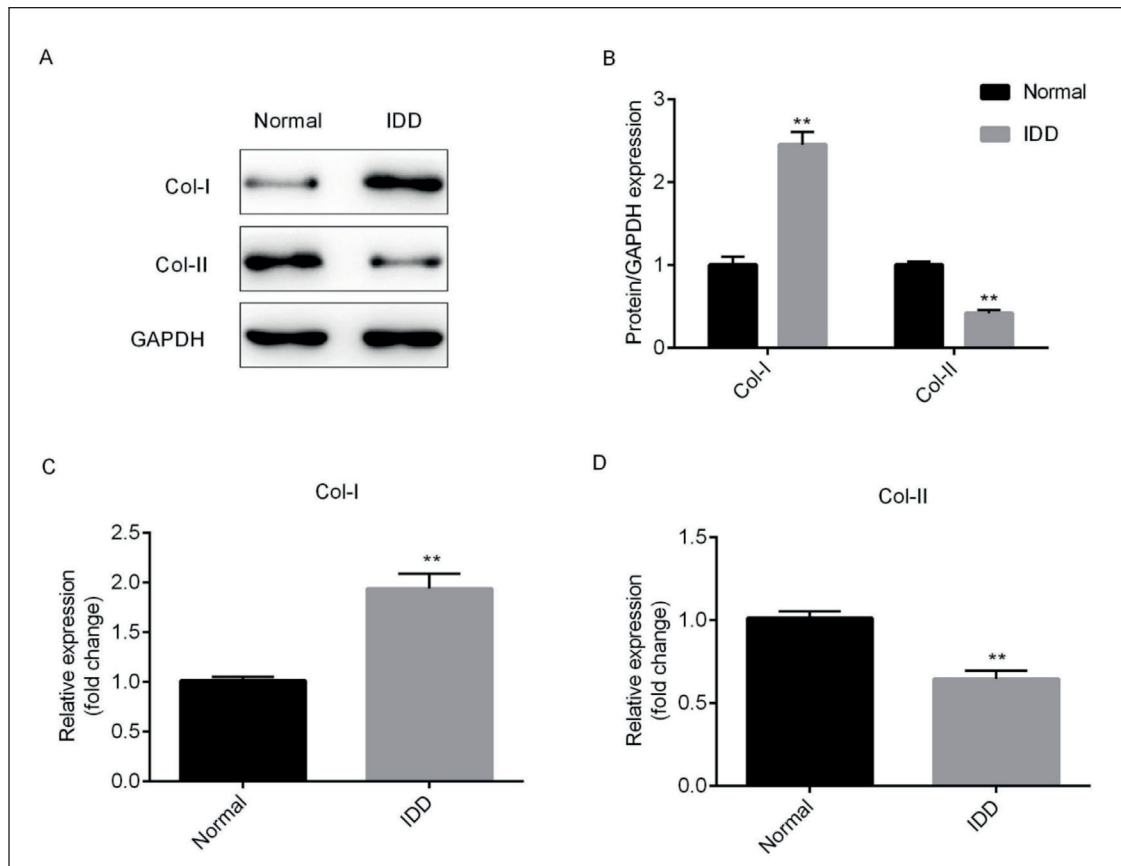 A
Normal IDD
Col-I
Col-II
GAPDH
B
Normal
IDD
Protein/GAPDH expression
3
2
1
0
**
**
Col-I
Col-II
C
Col-I
Relative expression
(fold change)
2.5
2.0
1.5
1.0
0.5
0.0
**
Normal
IDD
D
Col-II
Relative expression
(fold change)
1.5
1.0
0.5
0.0
**
Normal
IDD